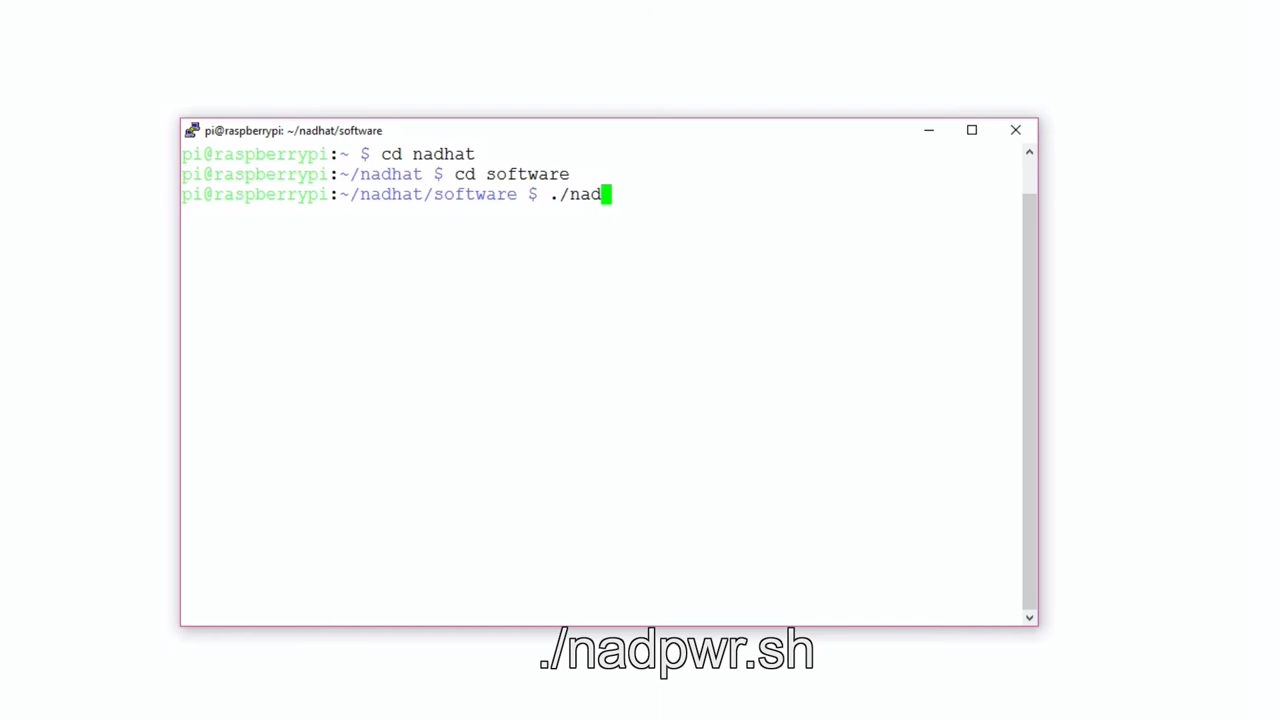 pi@raspberrypi: ~/nadhat/software
pi@raspberrypi:~ $ cd nadhat
pi@raspberrypi:~/nadhat $ cd software
pi@raspberrypi:~/nadhat/software $ ./nad
./nadpwr.sh